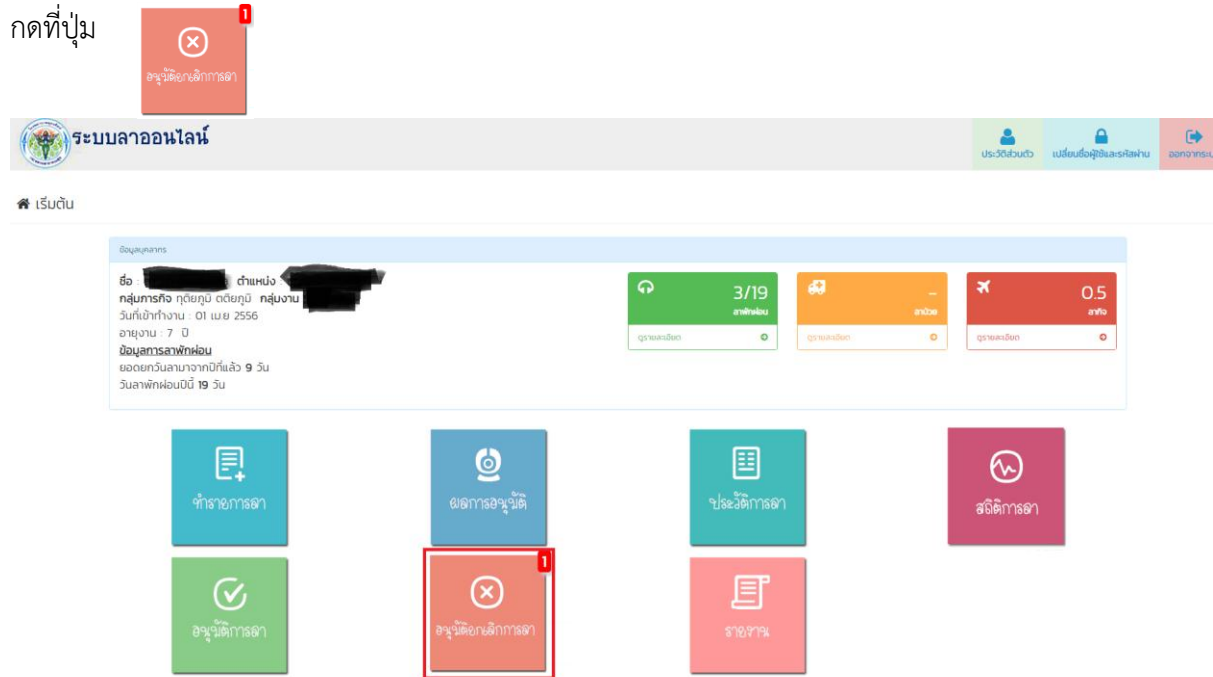 กดที่ปุ่ม
1
อนุมัติยกเลิกการลา
ระบบลาออนไลน์
ประวัติส่วนตัว
เปลี่ยนชื่อผู้ใช้และรหัสผ่าน
ออกจากระบ
เริ่มต้น
ข้อมูลบุคลากร
ชื่อ : ตำแหน่ง
กลุ่มภารกิจ ทุติยภูมิ ตติยภูมิ กลุ่มงาน
วันที่เข้าทำงาน : 01 เม.ย 2556
อายุงาน : 7 ปี
ข้อมูลการลาพักผ่อน
ยอดยกวันลามาจากปีที่แล้ว 9 วัน
วันลาพักผ่อนปีนี้ 19 วัน
3/19
ลาพักผ่อน
ดูรายละเอียด
–
ลาป่วย
ดูรายละเอียด
0.5
ลากิจ
ดูรายละเอียด
ทำรายการลา
ผลการอนุมัติ
ประวัติการลา
สถิติการลา
อนุมัติการลา
1
อนุมัติยกเลิกการลา
รายงาน